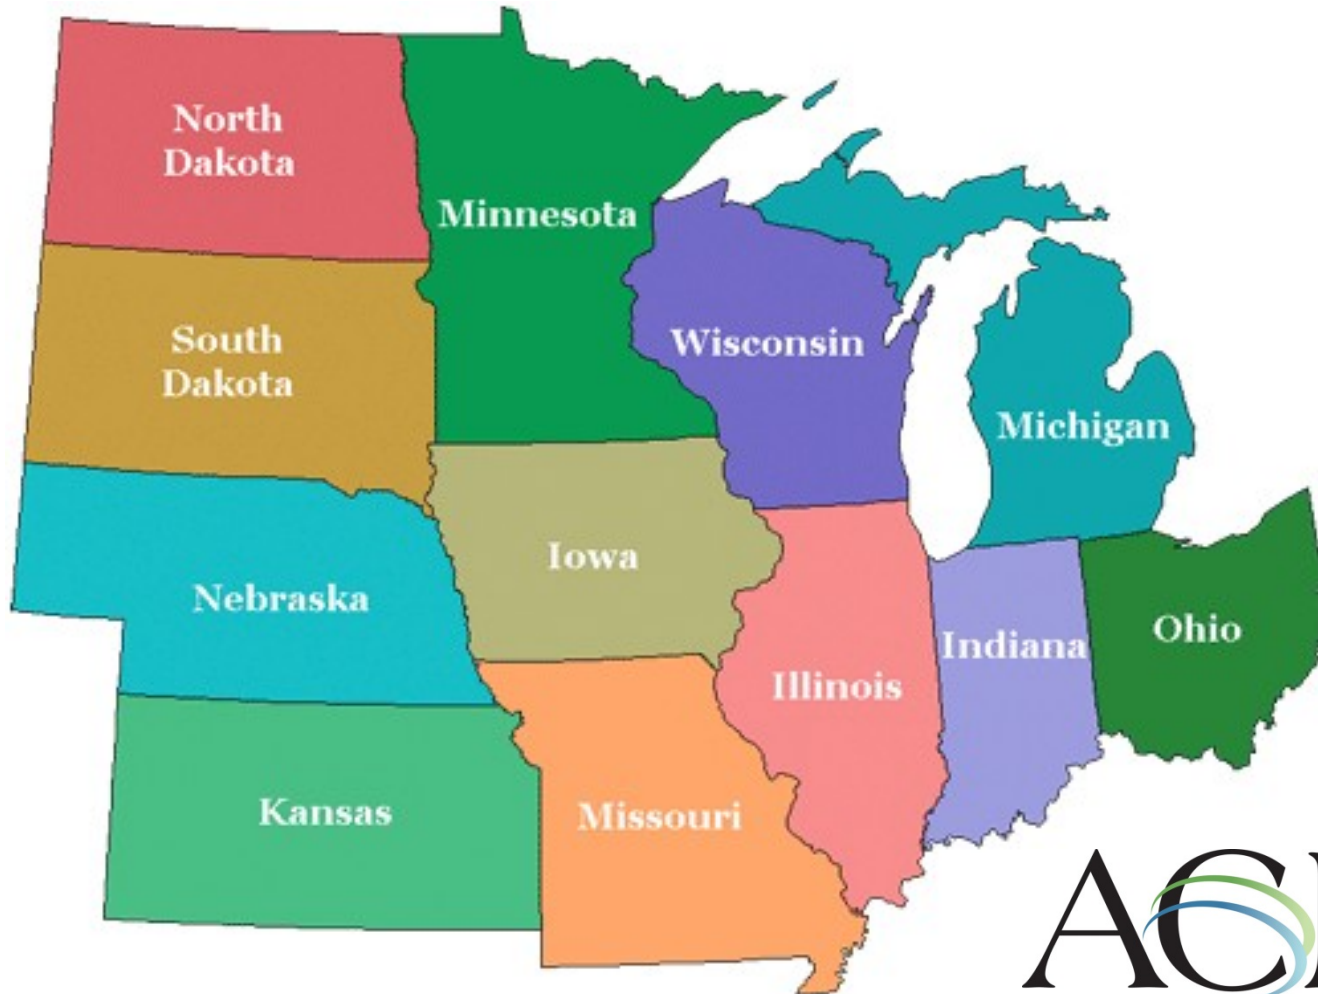 North
Dakota
Minnesota
Wisconsin
South
Dakota
Michigan
Iowa
Nebraska
Ohio
Indiana
Illinois
Kansas
Missouri